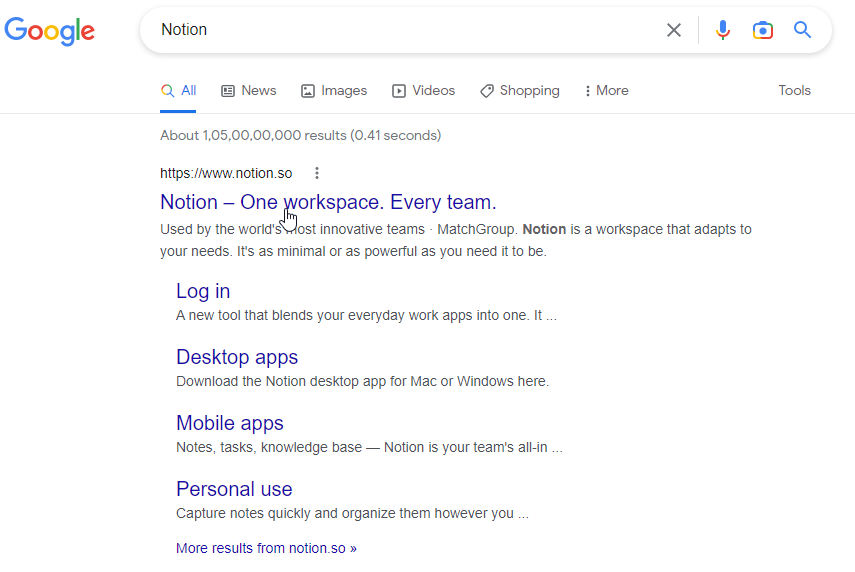 Google
Notion
All News Images Videos Shopping More Tools
About 1,05,00,00,000 results (0.41 seconds)
https://www.notion.so
Notion – One workspace. Every team.
Used by the world's most innovative teams · MatchGroup. Notion is a workspace that adapts to
your needs. It's as minimal or as powerful as you need it to be.
Log in
A new tool that blends your everyday work apps into one. It ...
Desktop apps
Download the Notion desktop app for Mac or Windows here.
Mobile apps
Notes, tasks, knowledge base — Notion is your team's all-in ...
Personal use
Capture notes quickly and organize them however you ...
More results from notion.so »